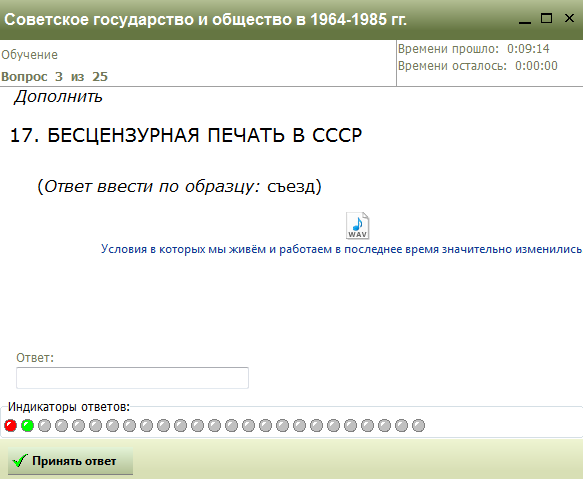 Советское государство и общество в 1964-1985 гг.
Обучение
Вопрос 3 из 25
Времени прошло: 0:09:14
Времени осталось: 0:00:00
Дополнить
17. БЕСЦЕНЗУРНАЯ ПЕЧАТЬ В СССР
(Ответ ввести по образцу: съезд)
WAV
Условия в которых мы живём и работаем в последнее время значительно изменились
Ответ:
Индикаторы ответов:
Принять ответ